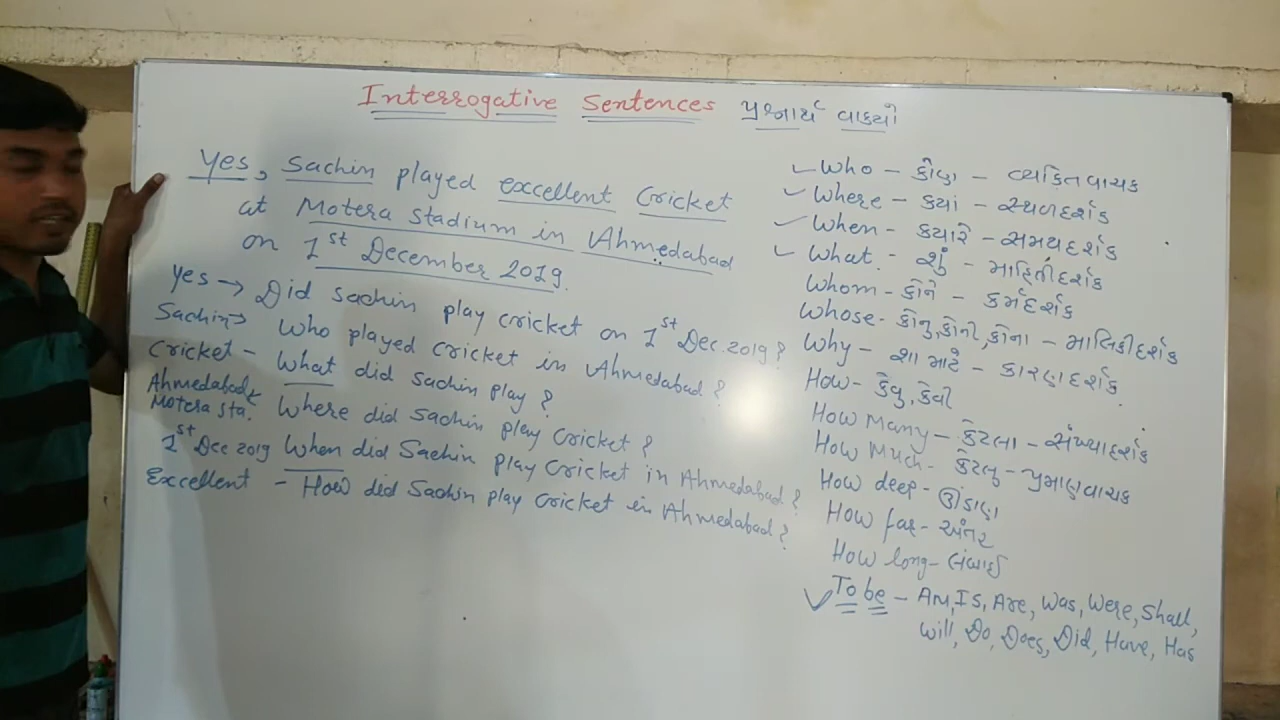 Interrogative Sentences પ્રશ્નાર્થ વાક્યો
Yes, Sachin played excellent Cricket
at Motera Stadium in Ahmedabad
on 1st December 2019.
Yes → Did Sachin play cricket on 1st Dec. 2019?
Sachin → Who played cricket in Ahmedabad?
Cricket - What did Sachin play?
Ahmedabad &
Motera Sta. Where did Sachin play Cricket?
1st Dec 2019 When did Sachin play Cricket in Ahmedabad?
Excellent - How did Sachin play Cricket in Ahmedabad?
✓ Who - કોણ - વ્યકિતવાચક
✓ Where - કયાં - સ્થળદર્શક
✓ When - કયારે - સમયદર્શક
✓ What - શું - માહિતીદર્શક
Whom - કોને - કર્મદર્શક
Whose - કોનુ, કોની, કોના - માલિકીદર્શક
Why - શા માટે - કારણદર્શક
How - કેવુ, કેવી
How Many - કેટલા - સંખ્યાદર્શક
How Much - કેટલુ - પ્રમાણવાચક
How deep - ઊંડાણ
How far - અંતર
How long - લંબાઈ
✓ To be - Am, Is, Are, Was, Were, Shall,
Will, Do, Does, Did, Have, Has